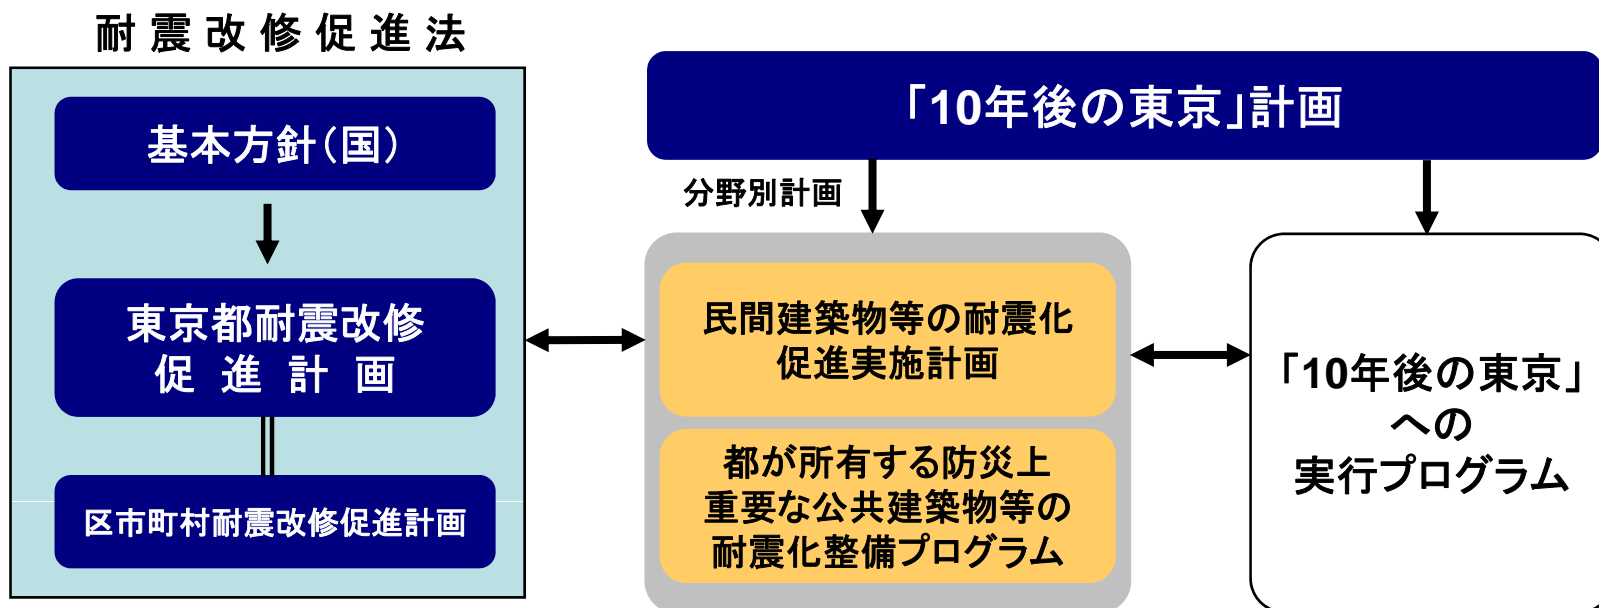 耐震改修促進法
基本方針（国）
東京都耐震改修
促進計画
区市町村耐震改修促進計画
「10年後の東京」計画
分野別計画
民間建築物等の耐震化
促進実施計画
都が所有する防災上
重要な公共建築物等の
耐震化整備プログラム
「10年後の東京」
への
実行プログラム